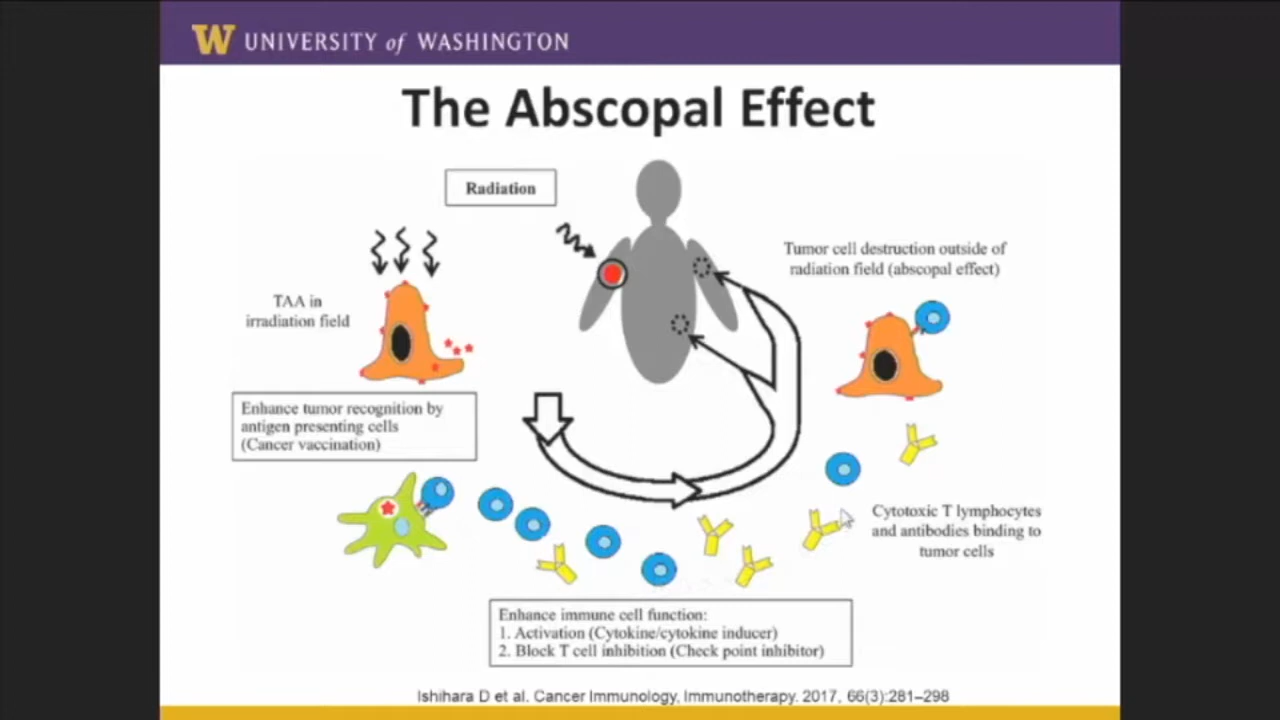 W UNIVERSITY of WASHINGTON
The Abscopal Effect
Radiation
TAA in
irradiation field
Tumor cell destruction outside of
radiation field (abscopal effect)
Enhance tumor recognition by
antigen presenting cells
(Cancer vaccination)
Cytotoxic T lymphocytes
and antibodies binding to
tumor cells
Enhance immune cell function:
1. Activation (Cytokine/cytokine inducer)
2. Block T cell inhibition (Check point inhibitor)
Ishihara D et al. Cancer Immunology, Immunotherapy. 2017, 66(3):281–298